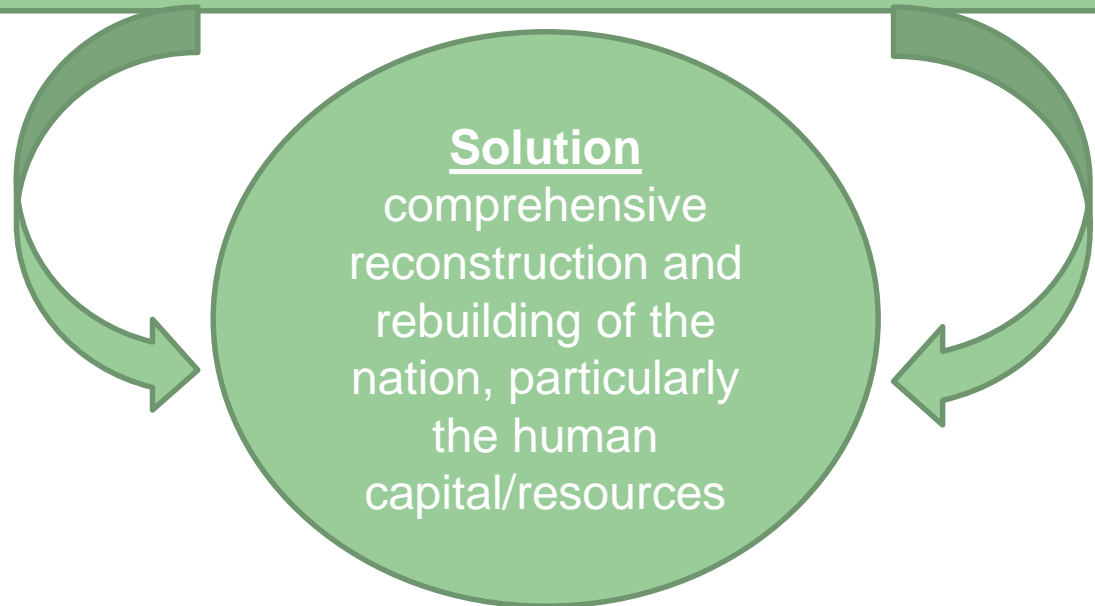 Solution
comprehensive
reconstruction and
rebuilding of the
nation, particularly
the human
capital/resources